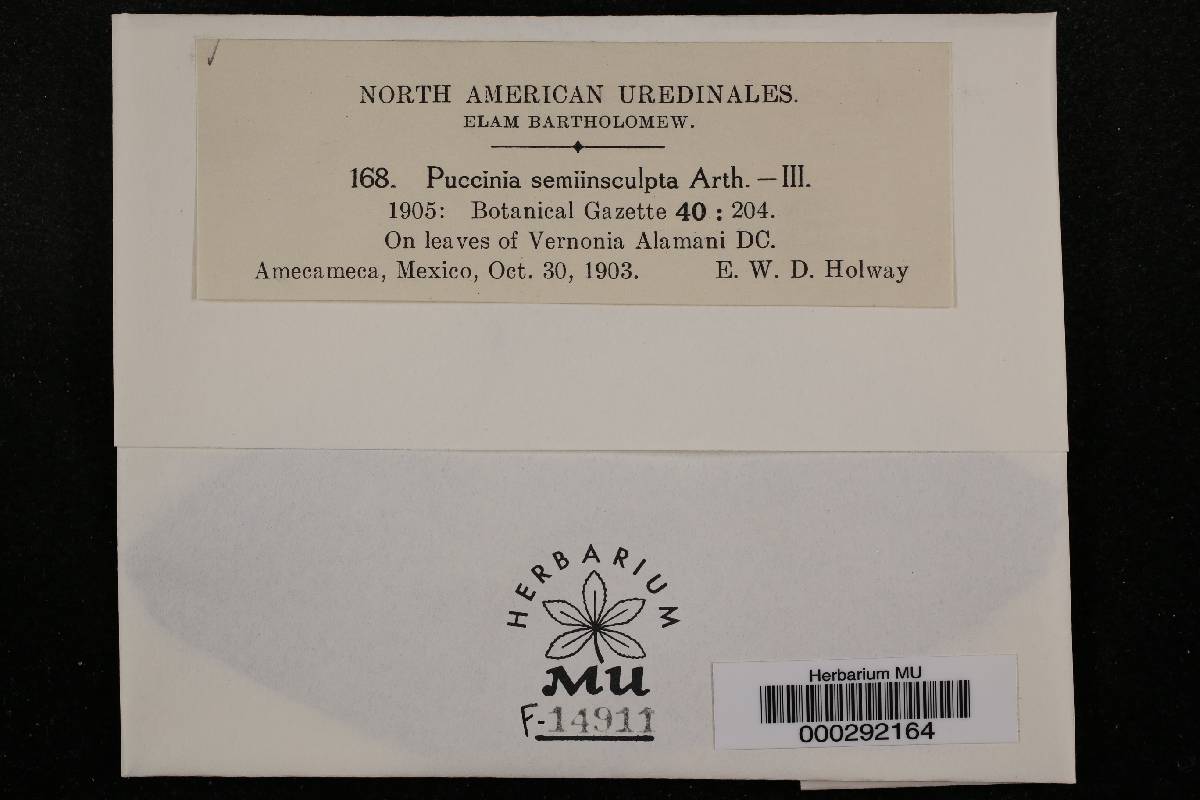 NORTH AMERICAN UREDINALES.
ELAM BARTHOLOMEW.
168. Puccinia semiinsculpta Arth. — III.
1905: Botanical Gazette 40 : 204.
On leaves of Vernonia Alamani DC.
Amecameca, Mexico, Oct. 30, 1903. E. W. D. Holway
HERBARIUM
MU
F-14911
Herbarium MU
000292164